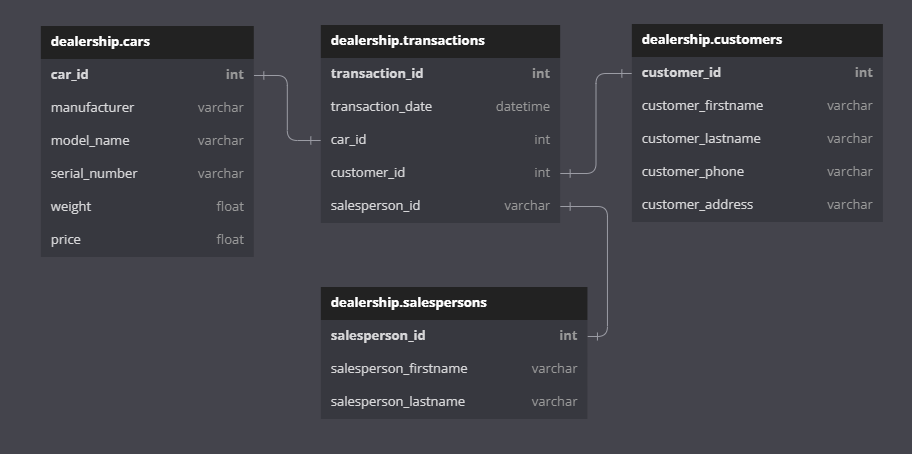 dealership.cars
car_id int
manufacturer varchar
model_name varchar
serial_number varchar
weight float
price float
dealership.transactions
transaction_id int
transaction_date datetime
car_id int
customer_id int
salesperson_id varchar
dealership.customers
customer_id int
customer_firstname varchar
customer_lastname varchar
customer_phone varchar
customer_address varchar
dealership.salespersons
salesperson_id int
salesperson_firstname varchar
salesperson_lastname varchar